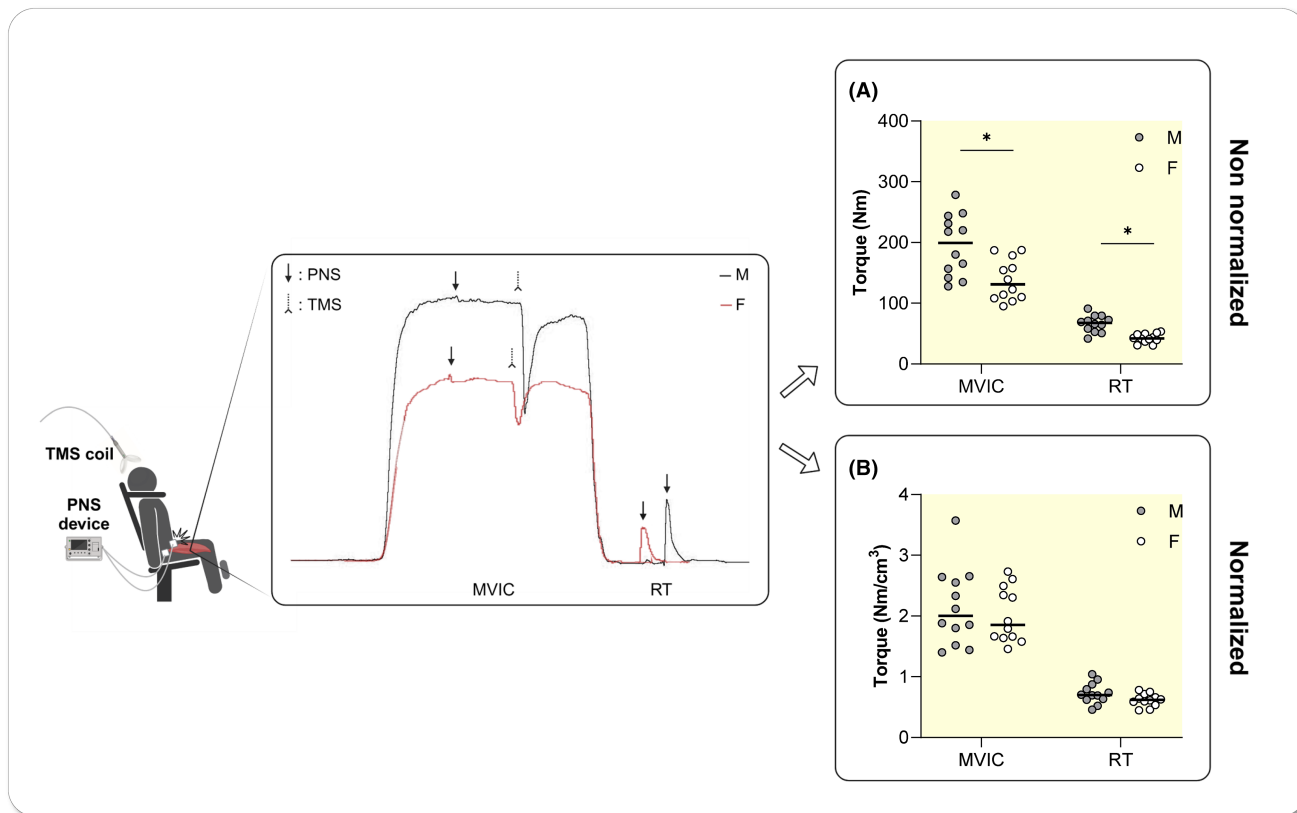 TMS coil
PNS
device
: PNS
: TMS
M
F
MVIC
RT
(A)
Torque (Nm)
400
300
200
100
0
*
*
M
F
MVIC
RT
Non normalized
(B)
Torque (Nm/cm³)
4
3
2
1
0
M
F
MVIC
RT
Normalized